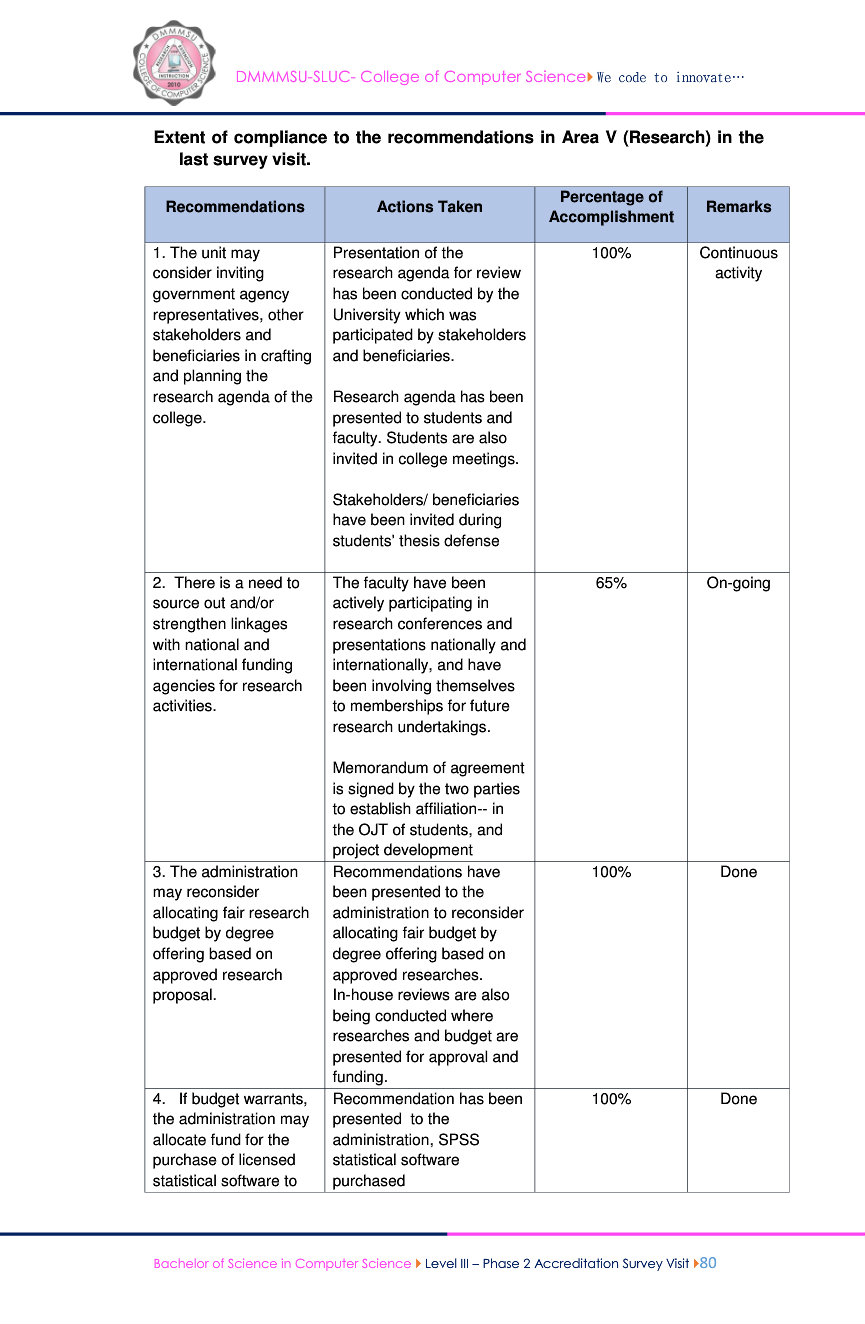 DMMMSU-SLUC- College of Computer Science We code to innovate…
Extent of compliance to the recommendations in Area V (Research) in the
last survey visit.
Recommendations
Actions Taken
Percentage of
Accomplishment
Remarks
1. The unit may
consider inviting
government agency
representatives, other
stakeholders and
beneficiaries in crafting
and planning the
research agenda of the
college.
Presentation of the
research agenda for review
has been conducted by the
University which was
participated by stakeholders
and beneficiaries.
Research agenda has been
presented to students and
faculty. Students are also
invited in college meetings.
Stakeholders/ beneficiaries
have been invited during
students' thesis defense
100%
Continuous
activity
2. There is a need to
source out and/or
strengthen linkages
with national and
international funding
agencies for research
activities.
The faculty have been
actively participating in
research conferences and
presentations nationally and
internationally, and have
been involving themselves
to memberships for future
research undertakings.
Memorandum of agreement
is signed by the two parties
to establish affiliation-- in
the OJT of students, and
project development
65%
On-going
3. The administration
may reconsider
allocating fair research
budget by degree
offering based on
approved research
proposal.
Recommendations have
been presented to the
administration to reconsider
allocating fair budget by
degree offering based on
approved researches.
In-house reviews are also
being conducted where
researches and budget are
presented for approval and
funding.
100%
Done
4. If budget warrants,
the administration may
allocate fund for the
purchase of licensed
statistical software to
Recommendation has been
presented to the
administration, SPSS
statistical software
purchased
100%
Done
Bachelor of Science in Computer Science Level III – Phase 2 Accreditation Survey Visit 80
DMMMSU
COLLEGE OF COMPUTER SCIENCE
RESEARCH
EXTENSION
INSTRUCTION
2010